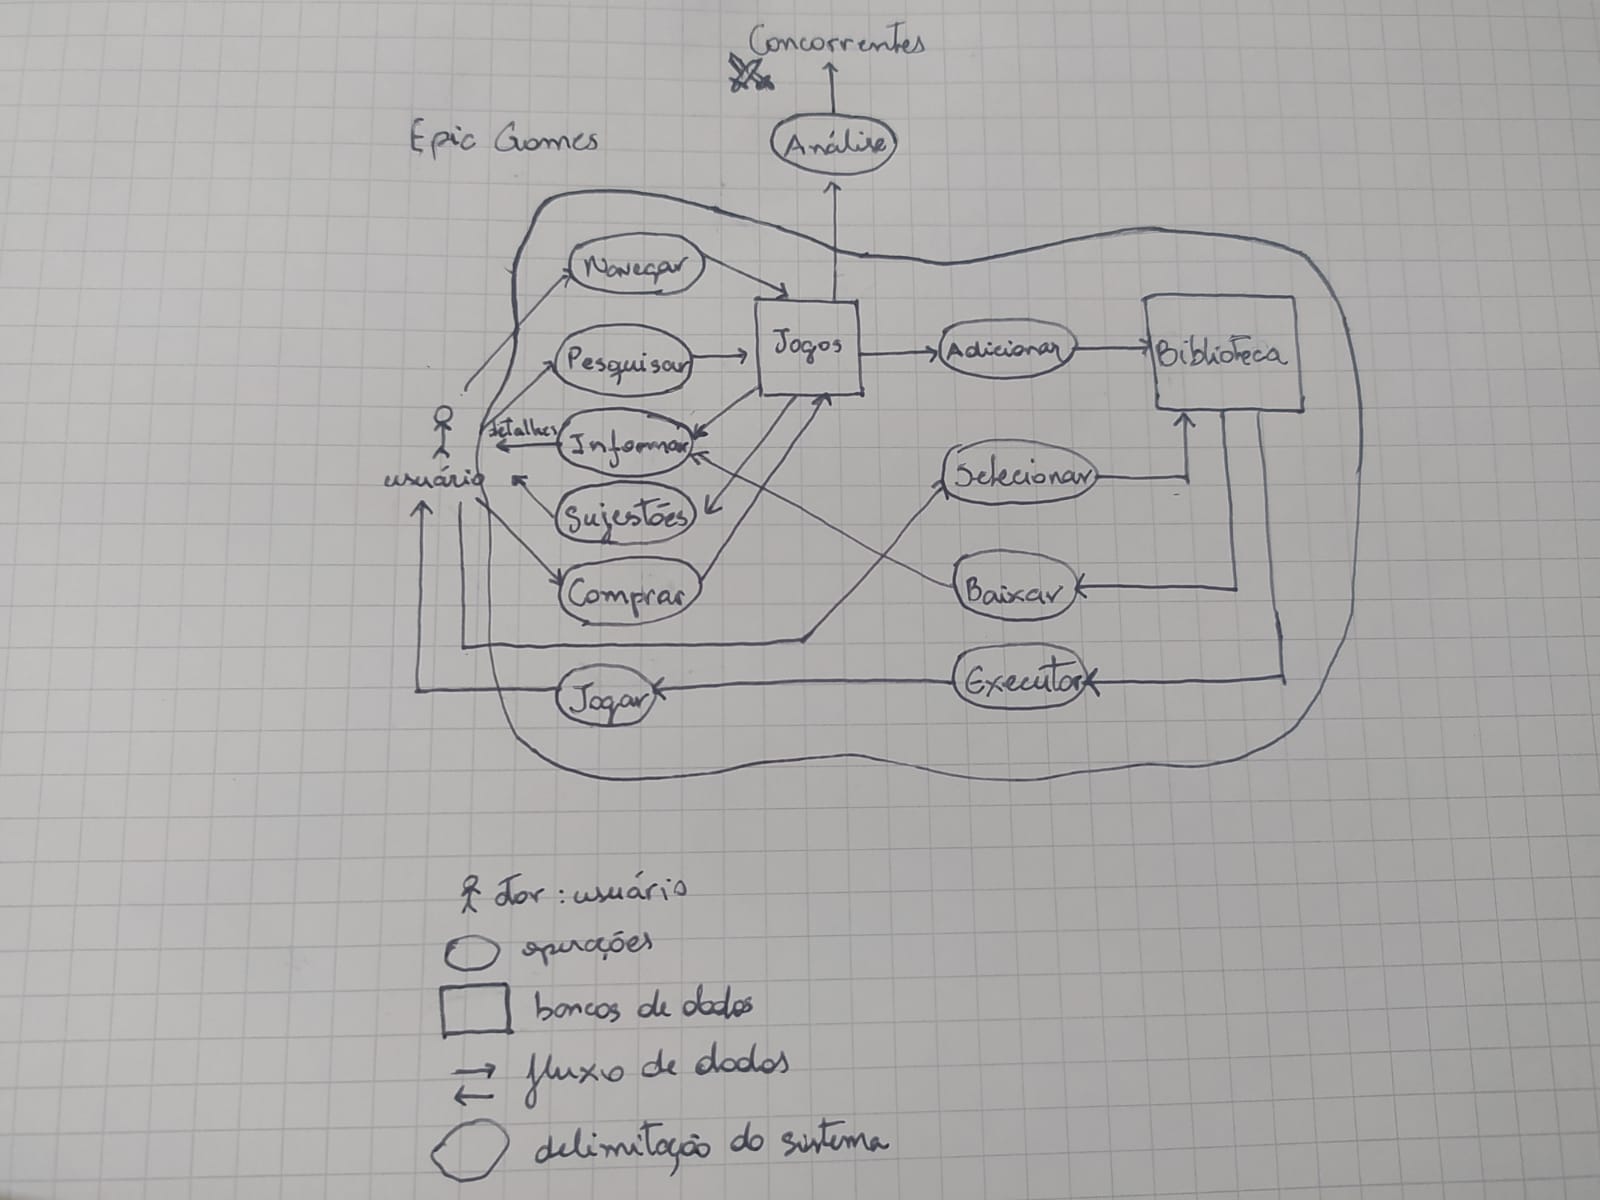 Concorrentes
Epic Games
Análise
Navegar
Jogos
Pesquisar
Adicionar
Biblioteca
detalhes
Informar
usuário
Selecionar
Sujestões
Comprar
Baixar
Executar
Jogar
: usuário
operações
bancos de dados
fluxo de dados
delimitação do sistema